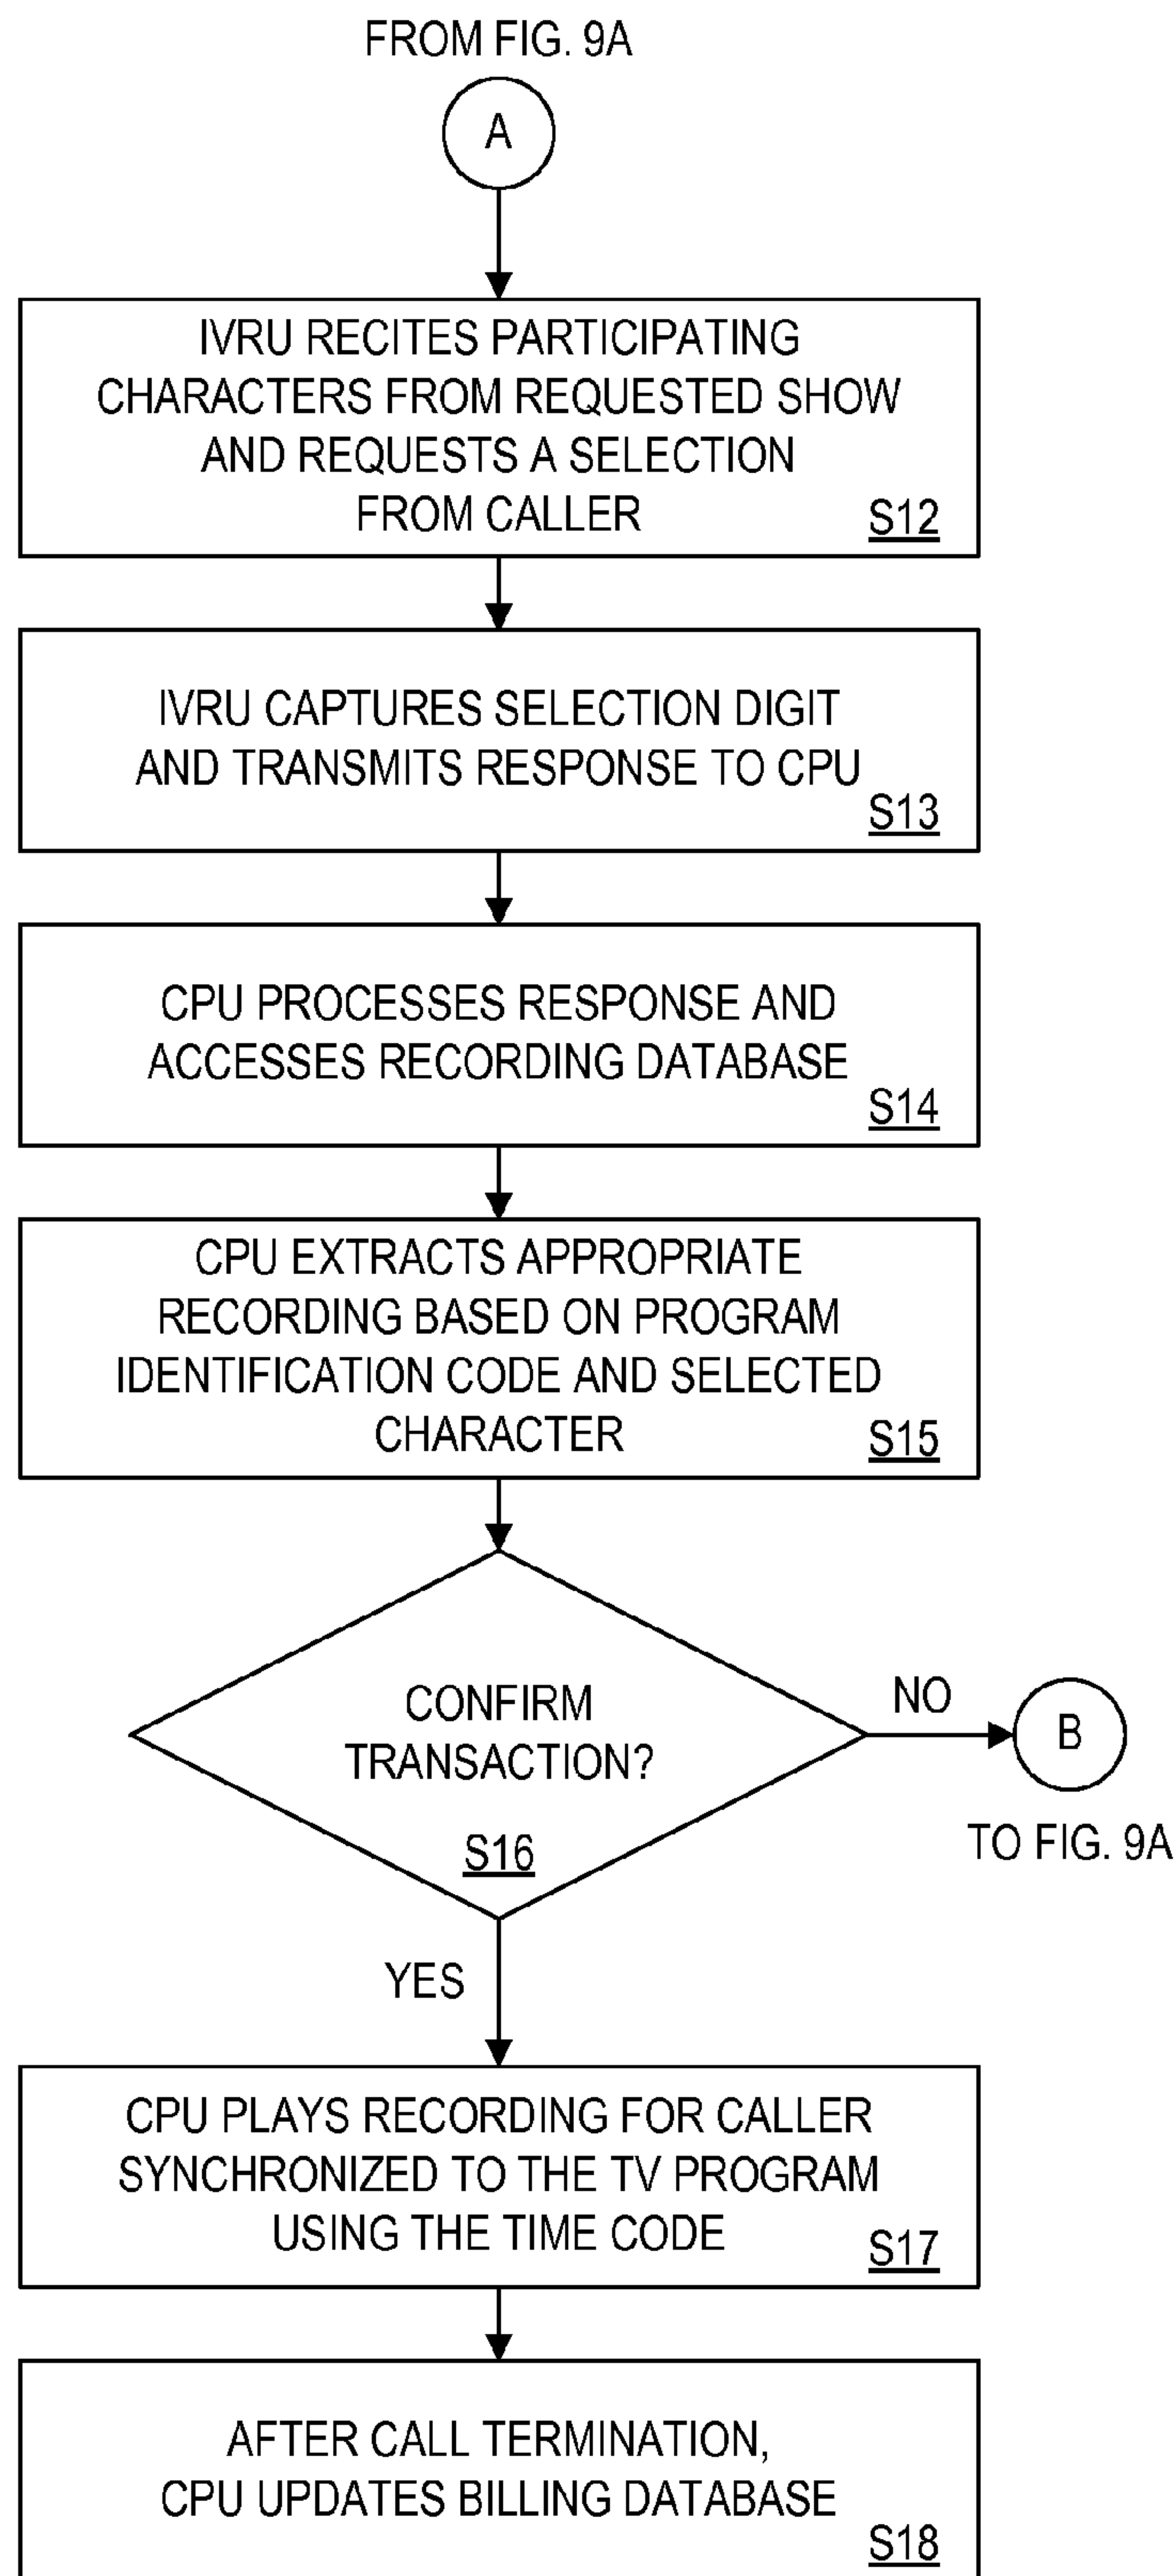 FROM FIG. 9A
A
IVRU RECITES PARTICIPATING
CHARACTERS FROM REQUESTED SHOW
AND REQUESTS A SELECTION
FROM CALLER
S12
IVRU CAPTURES SELECTION DIGIT
AND TRANSMITS RESPONSE TO CPU
S13
CPU PROCESSES RESPONSE AND
ACCESSES RECORDING DATABASE
S14
CPU EXTRACTS APPROPRIATE
RECORDING BASED ON PROGRAM
IDENTIFICATION CODE AND SELECTED
CHARACTER
S15
CONFIRM
TRANSACTION?
S16
NO
B
TO FIG. 9A
YES
CPU PLAYS RECORDING FOR CALLER
SYNCHRONIZED TO THE TV PROGRAM
USING THE TIME CODE
S17
AFTER CALL TERMINATION,
CPU UPDATES BILLING DATABASE
S18